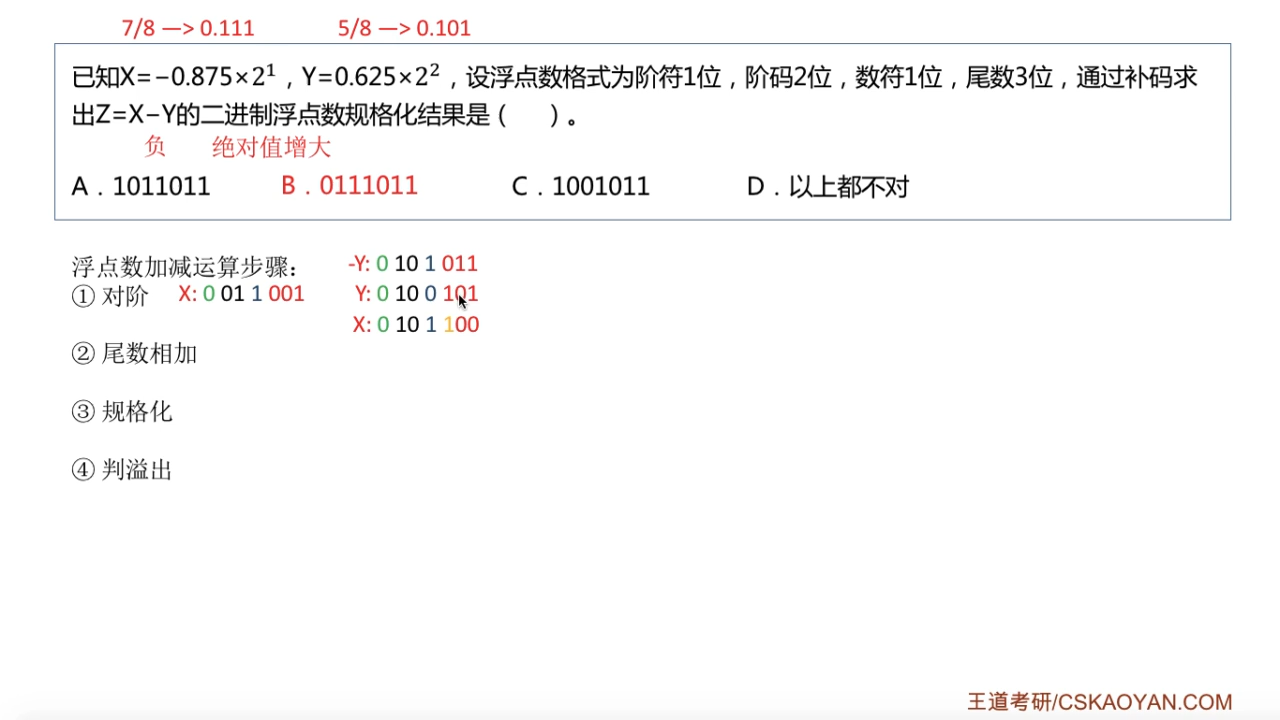 7/8 —> 0.111 5/8 —> 0.101
已知X=−0.875×2¹，Y=0.625×2²，设浮点数格式为阶符1位，阶码2位，数符1位，尾数3位，通过补码求
出Z=X−Y的二进制浮点数规格化结果是（ ）。
负 绝对值增大
A．1011011 B．0111011 C．1001011 D．以上都不对
浮点数加减运算步骤： -Y: 0 10 1 011
① 对阶 X: 0 01 1 001 Y: 0 10 0 101
X: 0 10 1 100
② 尾数相加
③ 规格化
④ 判溢出
王道考研/CSKAOYAN.COM